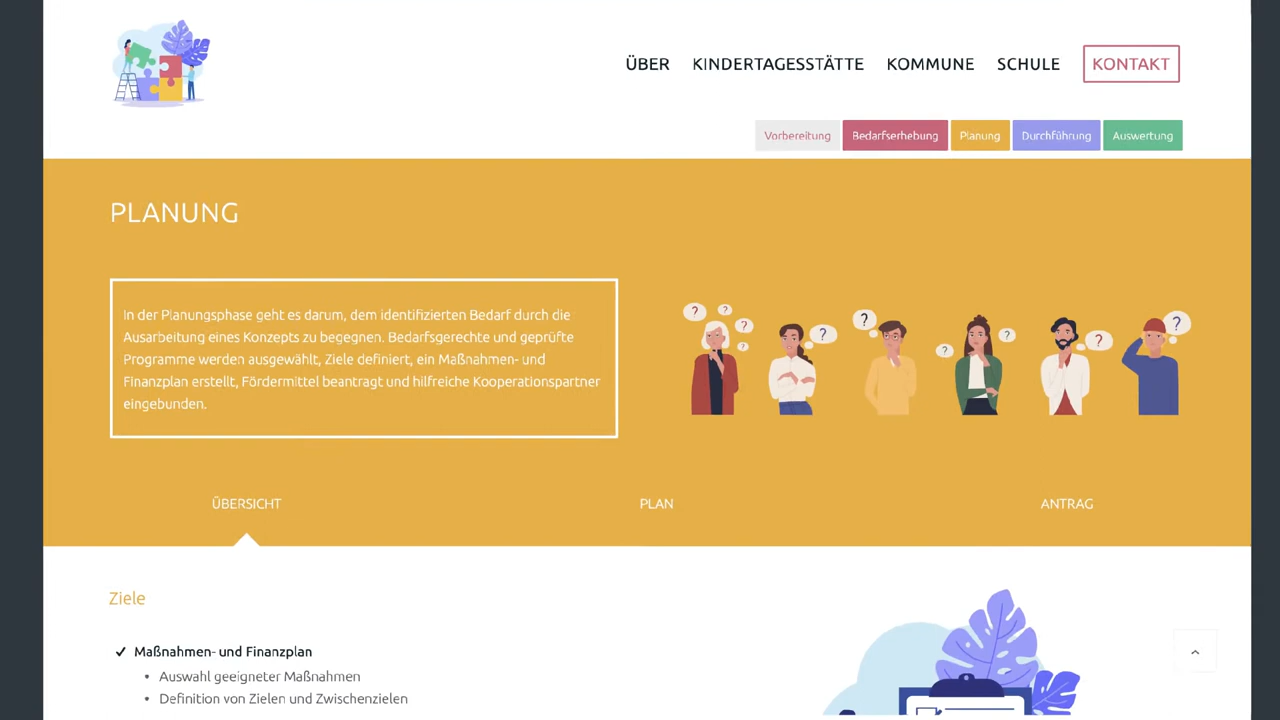 ÜBER KINDERTAGESSTÄTTE KOMMUNE SCHULE KONTAKT
Vorbereitung Bedarfserhebung Planung Durchführung Auswertung
PLANUNG
In der Planungsphase geht es darum, dem identifizierten Bedarf durch die
Ausarbeitung eines Konzepts zu begegnen. Bedarfsgerechte und geprüfte
Programme werden ausgewählt, Ziele definiert, ein Maßnahmen- und
Finanzplan erstellt, Fördermittel beantragt und hilfreiche Kooperationspartner
eingebunden.
? ? ? ? ? ? ? ? ? ?
ÜBERSICHT PLAN ANTRAG
Ziele
✔ Maßnahmen- und Finanzplan
• Auswahl geeigneter Maßnahmen
• Definition von Zielen und Zwischenzielen